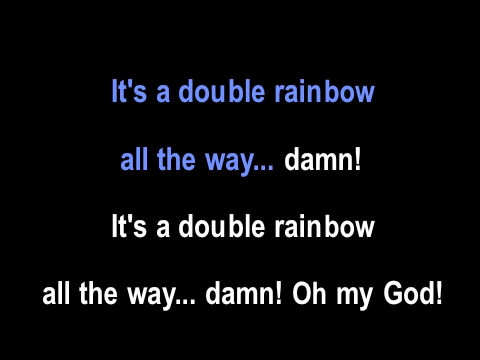 It's a double rainbow
all the way... damn!
It's a double rainbow
all the way... damn! Oh my God!